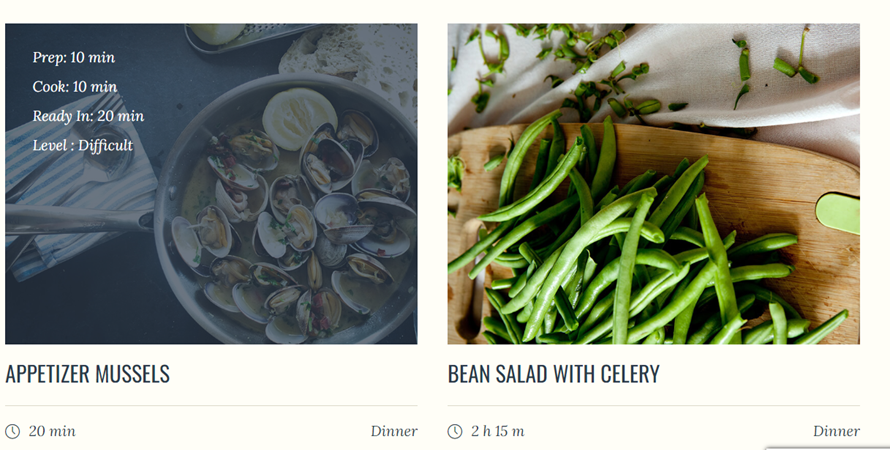 Prep: 10 min
Cook: 10 min
Ready In: 20 min
Level : Difficult
APPETIZER MUSSELS
20 min
Dinner
BEAN SALAD WITH CELERY
2 h 15 m
Dinner